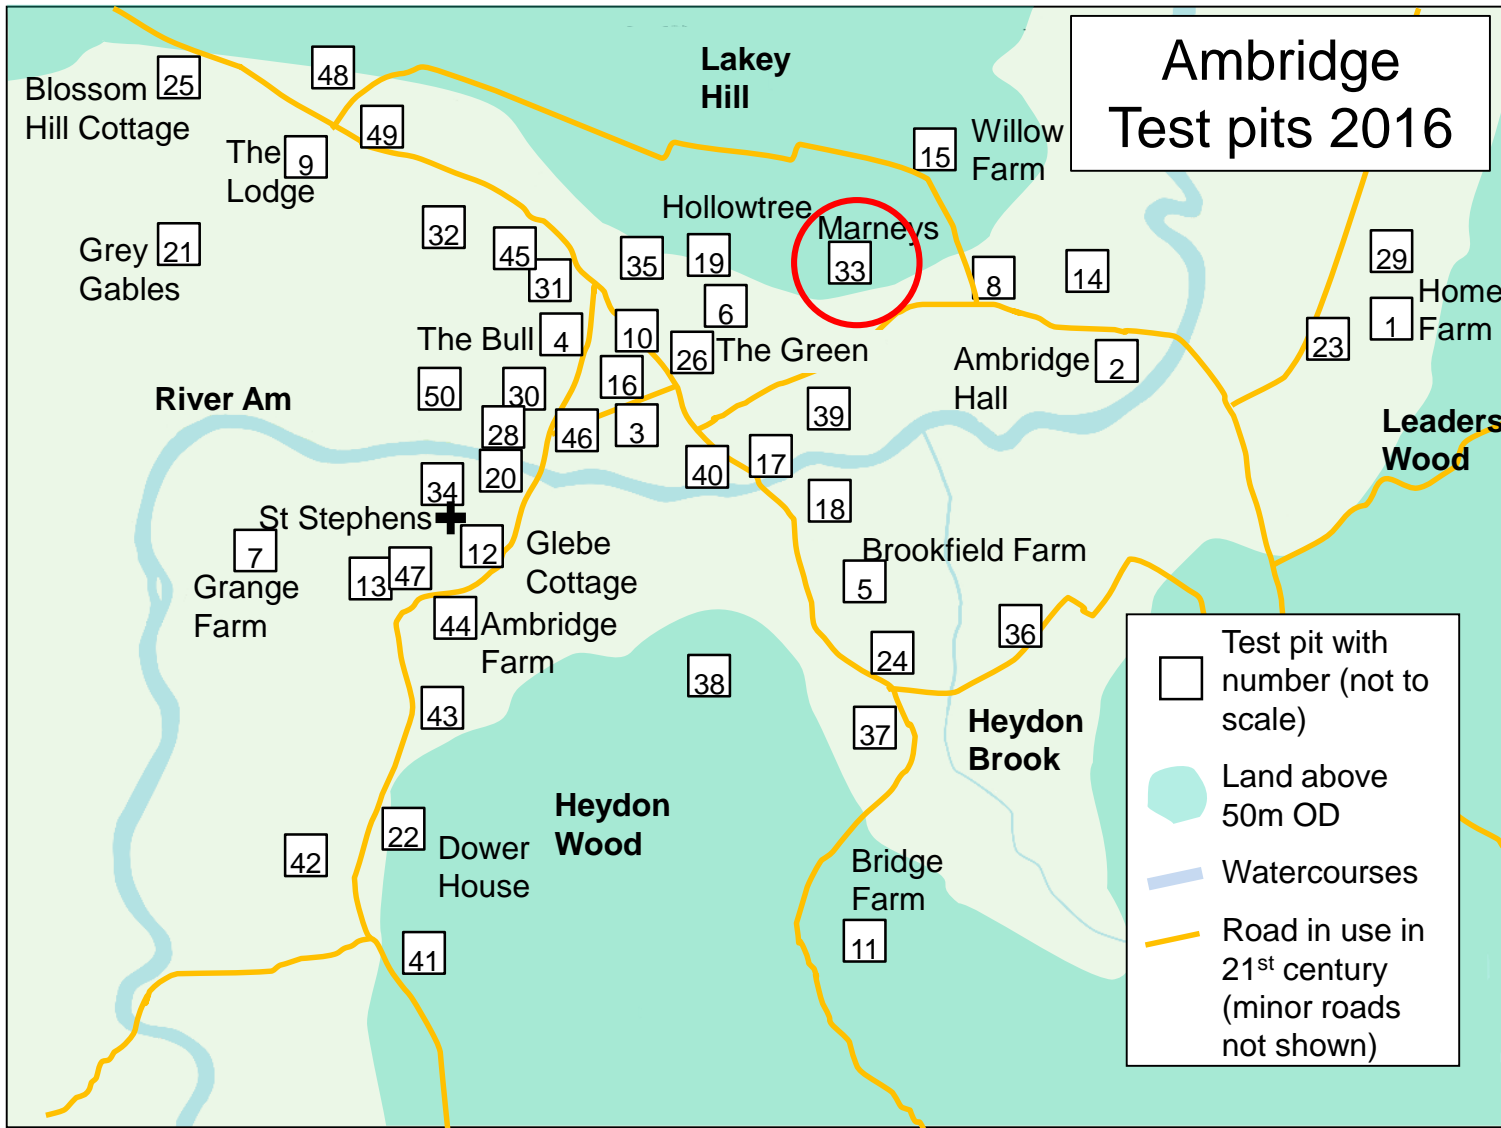 Ambridge
Test pits 2016
Lakey
Hill
48
25
Blossom
Hill Cottage
49
The
Lodge
9
15
Willow
Farm
Hollowtree
Marneys
33
32
45
31
35
19
Grey
Gables
21
8
14
29
Home
Farm
1
23
6
The Bull
4
10
26
The Green
Ambridge
Hall
2
River Am
50
30
16
39
28
46
3
Leaders
Wood
20
40
17
34
18
St Stephens
12
Glebe
Cottage
7
Grange
Farm
13
47
Brookfield Farm
5
44
Ambridge
Farm
36
24
38
43
37
Heydon
Brook
Heydon
Wood
22
Dower
House
42
Bridge
Farm
11
41
Test pit with
number (not to
scale)
Land above
50m OD
Watercourses
Road in use in
21st century
(minor roads
not shown)